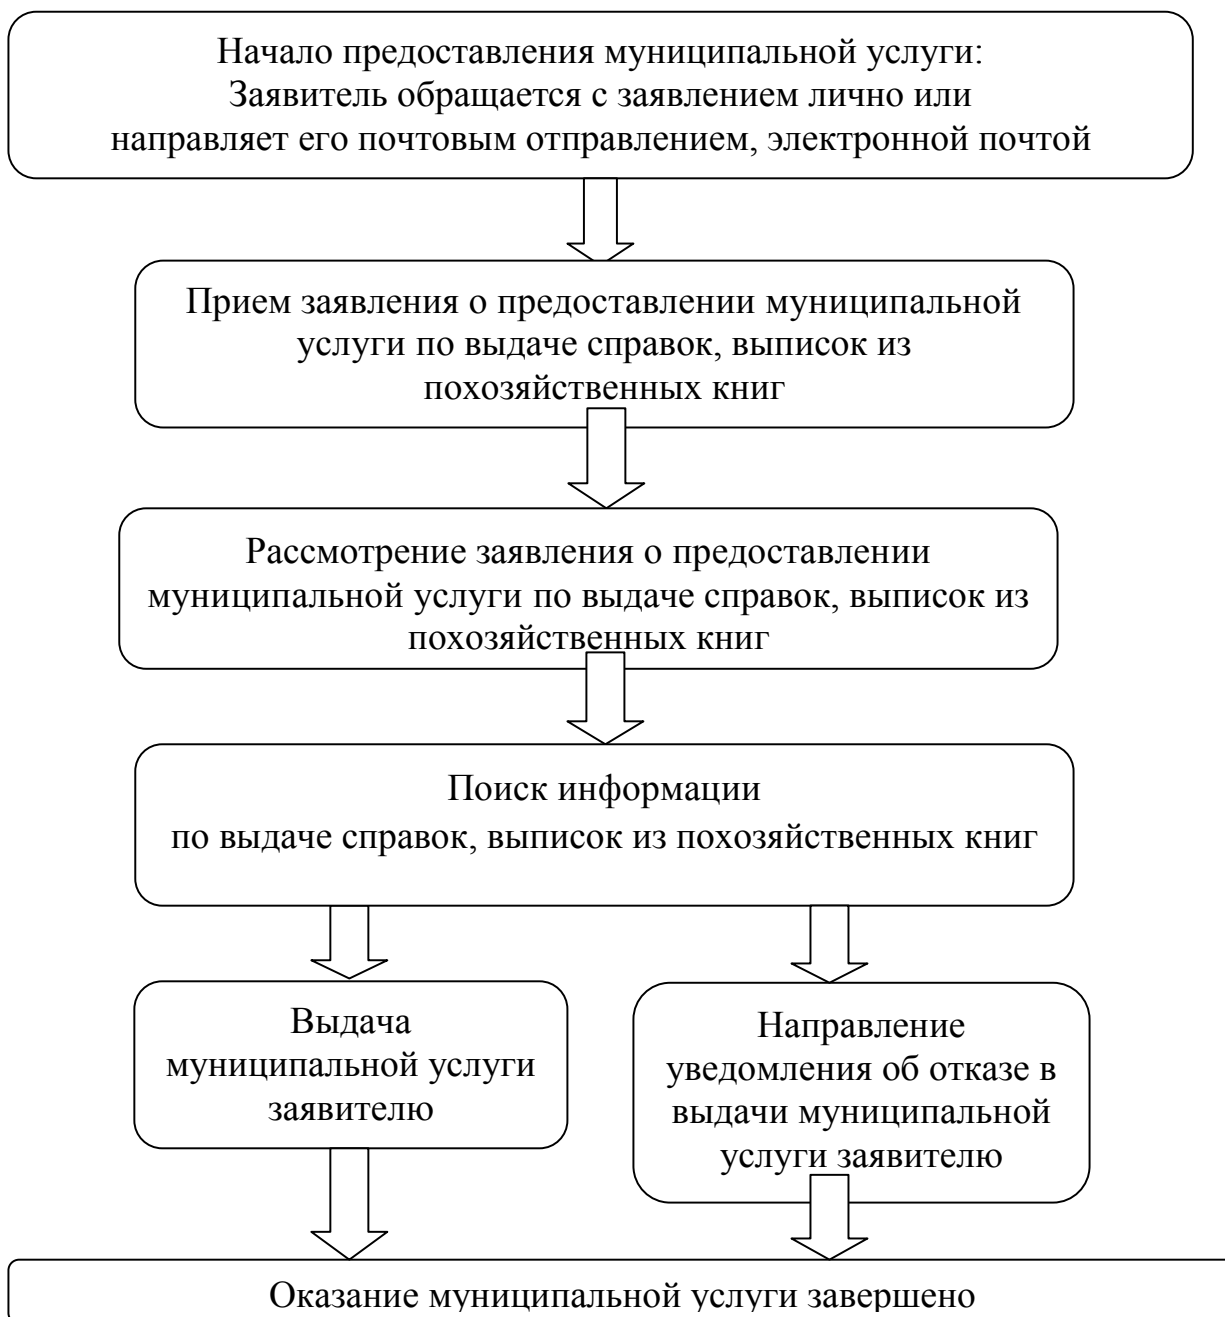 Начало предоставления муниципальной услуги:
Заявитель обращается с заявлением лично или
направляет его почтовым отправлением, электронной почтой
Прием заявления о предоставлении муниципальной
услуги по выдаче справок, выписок из
похозяйственных книг
Рассмотрение заявления о предоставлении
муниципальной услуги по выдаче справок, выписок из
похозяйственных книг
Поиск информации
по выдаче справок, выписок из похозяйственных книг
Выдача
муниципальной услуги
заявителю
Направление
уведомления об отказе в
выдачи муниципальной
услуги заявителю
Оказание муниципальной услуги завершено